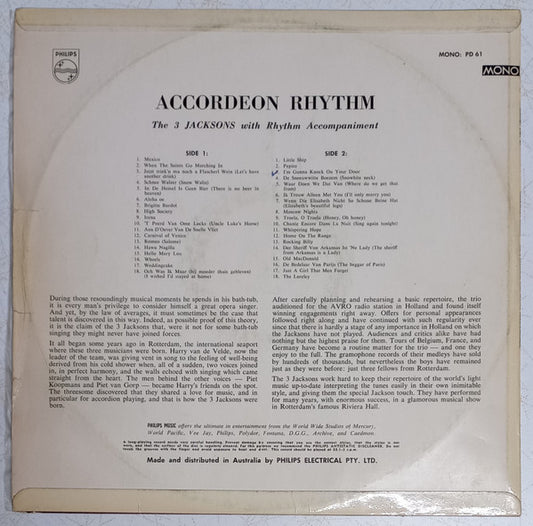 PHILIPS
MONO: PD 61
MONO
ACCORDEON RHYTHM
The 3 JACKSONS with Rhythm Accompaniment
SIDE 1:
1. Mexico
2. When The Saints Go Marching In
3. Jetzt trink'n ma noch a Flascherl Wein (Let's have
another drink)
4. Schnee Walzer (Snow Waltz)
5. In De Hemel Is Geen Bier (There is no beer in
heaven)
6. Aloha oe
7. Brigitte Bardot
8. High Society
9. Irena
10. 'T Peerd Van Ome Loeks (Uncle Luke's Horse)
11. Ana D'Oever Van De Snelle Vliet
12. Carnival of Venice
13. Reinnes (Salome)
14. Hawa Nagilla
15. Hello Mary Lou
16. Wheels
17. Weddingcake
18. Och Was Ik Maar (bij moeder thuis gebleven)
(I wished I'd stayed at home)
SIDE 2:
1. Little Ship
2. Pepito
3. I'm Gonna Knock On Your Door
4. De Sneeuwwitte Boezem (Snowwhite neck)
5. Waar Doen We Dat Van (Where do we get that
from)
6. Ik Trouw Alleen Met You (I'll only marry you)
7. Wenn Die Elisabeth Nicht So Schone Beine Hat
(Elizabeth's beautiful legs)
8. Moscow Nights
9. Tinela, O Tinela (Honey, Oh honey)
10. Chante Encore Dans La Nuit (Sing again tonight)
11. Whispering Hope
12. Home On The Range
13. Rocking Billy
14. Der Sheriff Von Arkansas Is' No Lady (The sheriff
from Arkansas is a Lady)
15. Old MacDonald
16. De Bedelaar Van Parijs (The beggar of Paris)
17. Just A Girl That Men Forget
18. The Loreley
During those resoundingly musical moments he spends in his bath-tub,
it is every man's privilege to consider himself a great opera singer.
And yet, by the law of averages, it must sometimes be the case that
talent is discovered in this way. Indeed, as possible proof of this theory,
it is the claim of the 3 Jacksons that, were it not for some bath-tub
singing they might never have joined forces.
It all began some years ago in Rotterdam, the international seaport
where these three musicians were born. Harry van de Velde, now the
leader of the team, was giving vent in song to the feeling of well-being
derived from his cold shower when, all of a sudden, two voices joined
in, in perfect harmony, and the walls echoed with singing which came
straight from the heart. The men behind the other voices — Piet
Koopmans and Piet van Gorp — became Harry's friends on the spot.
The threesome discovered that they shared a love for music, and in
particular for accordion playing, and that is how the 3 Jacksons were
born.
After carefully planning and rehearsing a basic repertoire, the trio
auditioned for the AVRO radio station in Holland and found itself
winning engagements right away. Offers for personal appearances
followed right along and have continued with such regularity ever
since that there is hardly a stage of any importance in Holland on which
the Jacksons have not played. Audiences and critics alike have had
nothing but the highest praise for them. Tours of Belgium, France, and
Germany have become a routine matter for the trio — and one they
enjoy to the full. The gramophone records of their medleys have sold
by hundreds of thousands, but nevertheless the boys have remained
just as they were before: just three fellows from Rotterdam.
The 3 Jacksons work hard to keep their repertoire of the world's light
music up-to-date interpreting the tunes easily in their own inimitable
style, and giving them the special Jackson touch. They have performed
for many years, with enormous success, in a glamorous musical show
in Rotterdam's famous Riviera Hall.
PHILIPS MUSIC offers the ultimate in entertainment from the World Wide Studios of Mercury,
World Pacific, Vee Jay, Philips, Polydor, Fontana, D.G.G., Archive, and Caedmon.
Made and distributed in Australia by PHILIPS ELECTRICAL PTY. LTD.